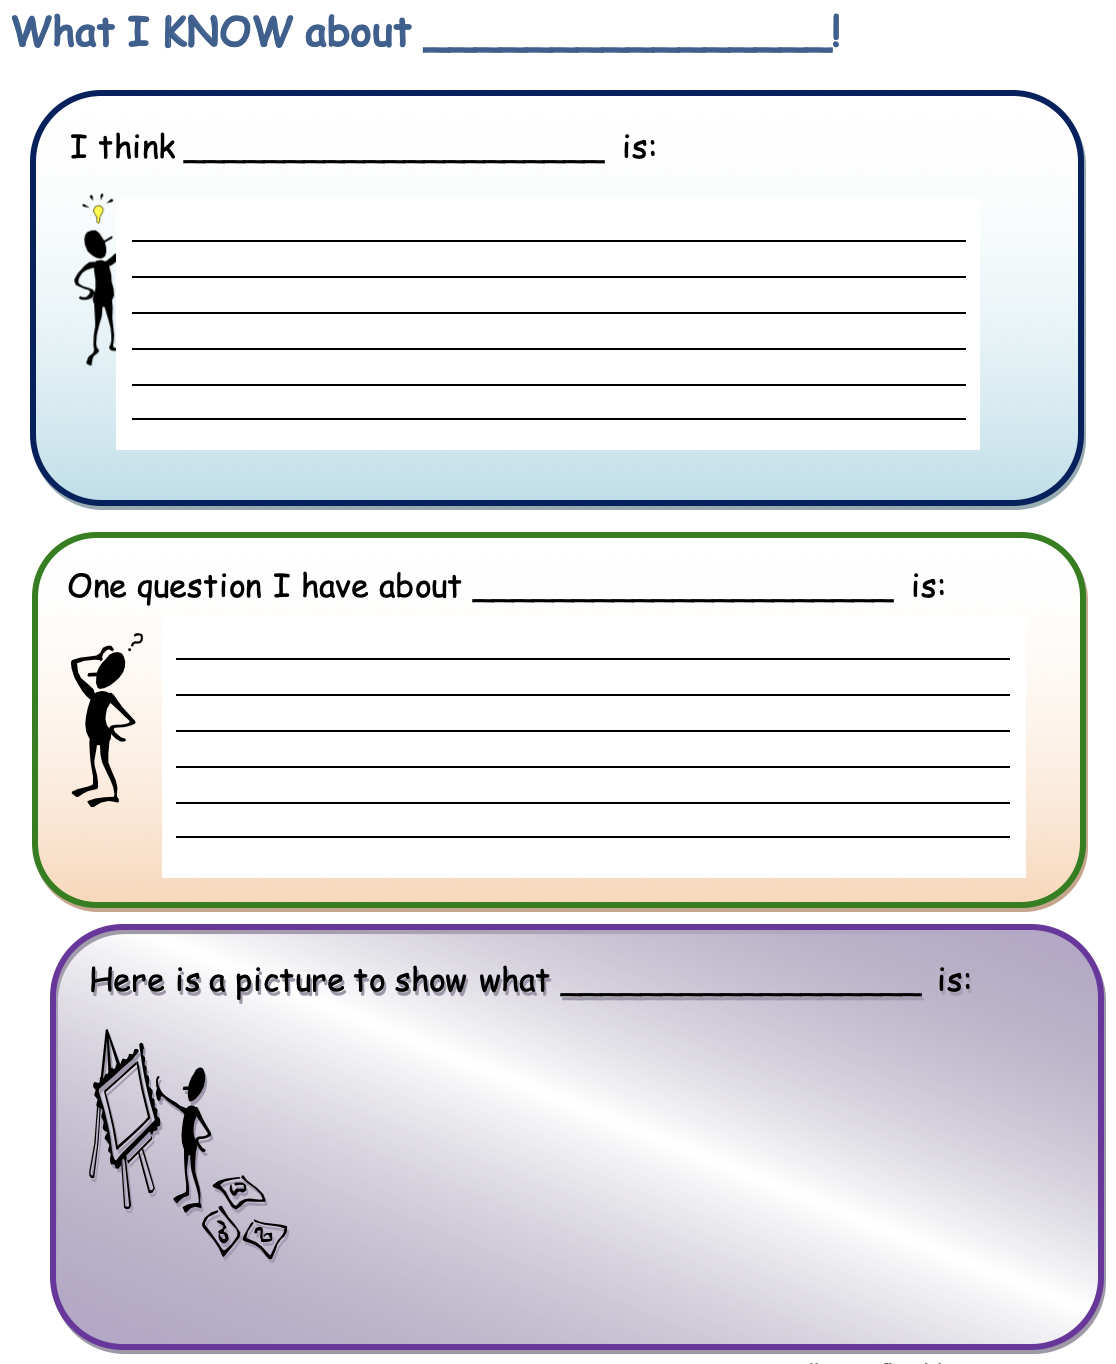 What I KNOW about ________________!
I think _____________________ is:
One question I have about _____________________ is:
Here is a picture to show what __________________ is: